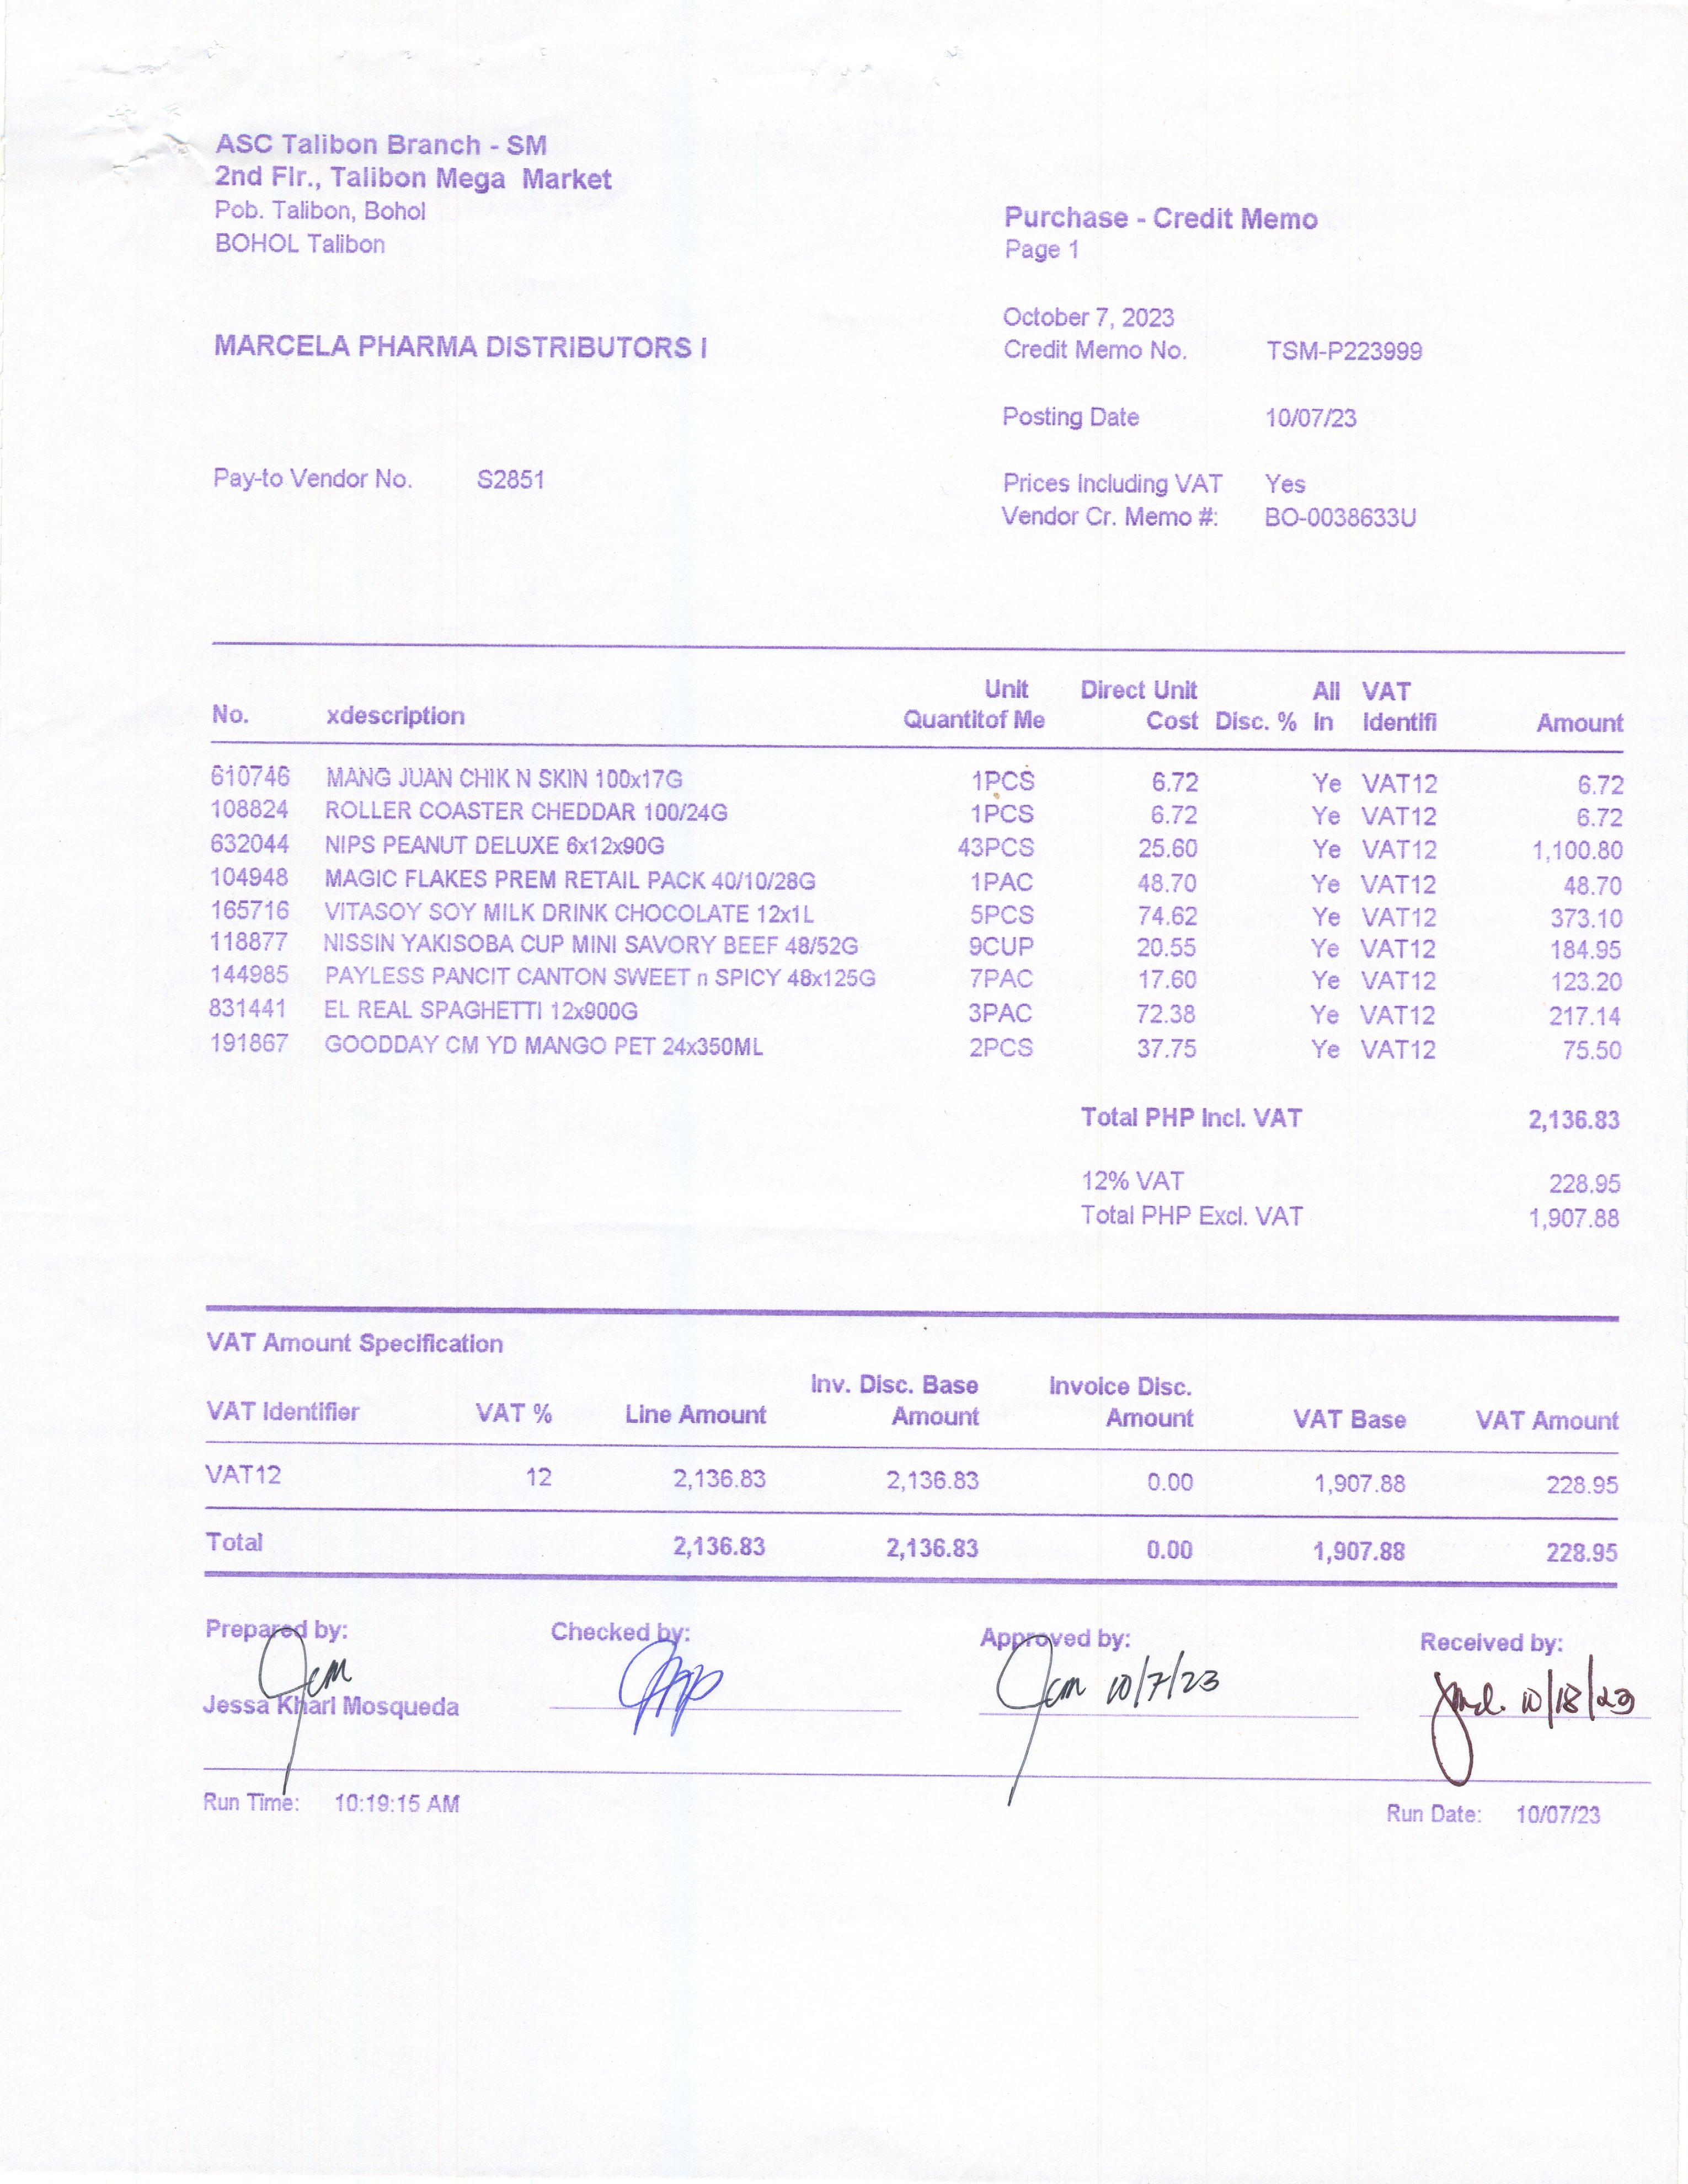 ASC Talibon Branch - SM
2nd Flr., Talibon Mega Market
Pob. Talibon, Bohol
BOHOL Talibon
Purchase - Credit Memo
Page 1
October 7, 2023
MARCELA PHARMA DISTRIBUTORS I
Credit Memo No. TSM-P223999
Posting Date 10/07/23
Pay-to Vendor No. S2851
Prices Including VAT Yes
Vendor Cr. Memo #: BO-0038633U
Unit Direct Unit All VAT
No. xdescription Quantitof Me Cost Disc. % In Identifi Amount
610746 MANG JUAN CHIK N SKIN 100x17G 1PCS 6.72 Ye VAT12 6.72
108824 ROLLER COASTER CHEDDAR 100/24G 1PCS 6.72 Ye VAT12 6.72
632044 NIPS PEANUT DELUXE 6x12x90G 43PCS 25.60 Ye VAT12 1,100.80
104948 MAGIC FLAKES PREM RETAIL PACK 40/10/28G 1PAC 48.70 Ye VAT12 48.70
165716 VITASOY SOY MILK DRINK CHOCOLATE 12x1L 5PCS 74.62 Ye VAT12 373.10
118877 NISSIN YAKISOBA CUP MINI SAVORY BEEF 48/52G 9CUP 20.55 Ye VAT12 184.95
144985 PAYLESS PANCIT CANTON SWEET n SPICY 48x125G 7PAC 17.60 Ye VAT12 123.20
831441 EL REAL SPAGHETTI 12x900G 3PAC 72.38 Ye VAT12 217.14
191867 GOODDAY CM YD MANGO PET 24x350ML 2PCS 37.75 Ye VAT12 75.50
Total PHP Incl. VAT 2,136.83
12% VAT 228.95
Total PHP Excl. VAT 1,907.88
VAT Amount Specification
Inv. Disc. Base Invoice Disc.
VAT Identifier VAT % Line Amount Amount Amount VAT Base VAT Amount
VAT12 12 2,136.83 2,136.83 0.00 1,907.88 228.95
Total 2,136.83 2,136.83 0.00 1,907.88 228.95
Prepared by: Checked by: Approved by: Received by:
Jcm Jcm 10/7/23 10/18/23
Jessa Kharl Mosqueda
Run Time: 10:19:15 AM
Run Date: 10/07/23